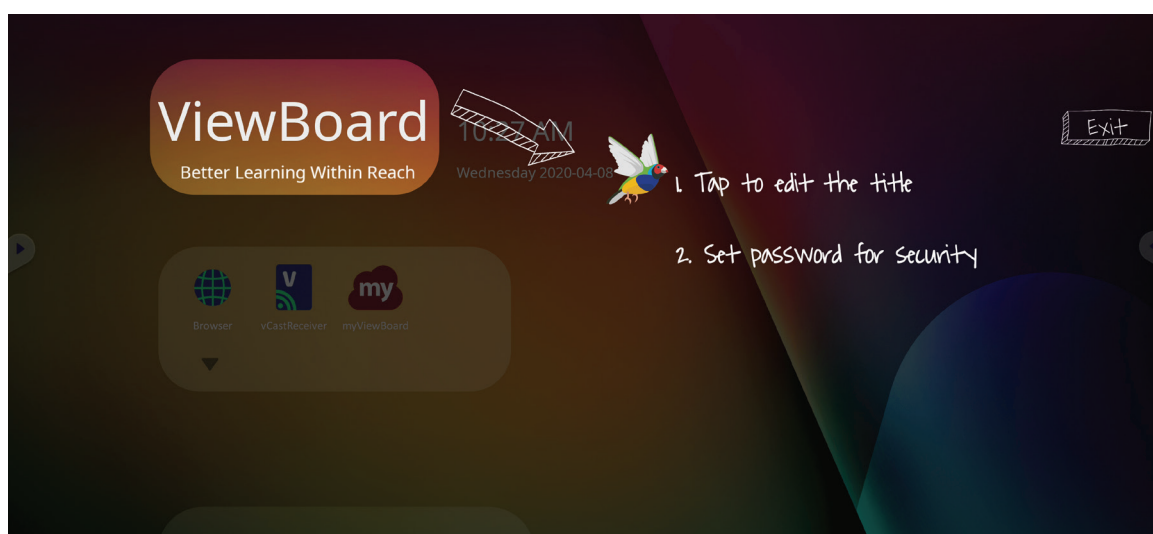 ViewBoard
Better Learning Within Reach
10:27 AM
Wednesday 2020-04-08
Exit
1. Tap to edit the title
2. Set password for security
V
my
Browser
vCastReceiver
myViewBoard